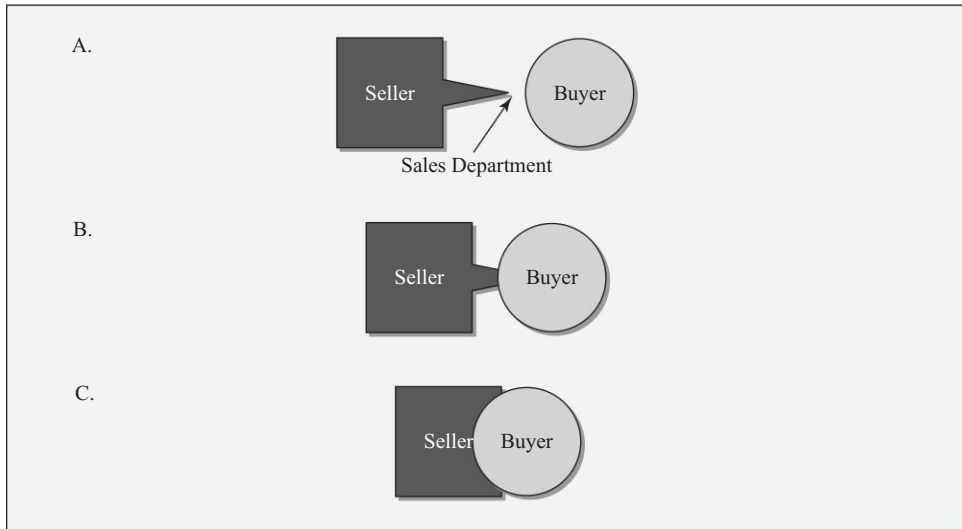 A.
Seller
Buyer
Sales Department
B.
Seller
Buyer
C.
Seller
Buyer